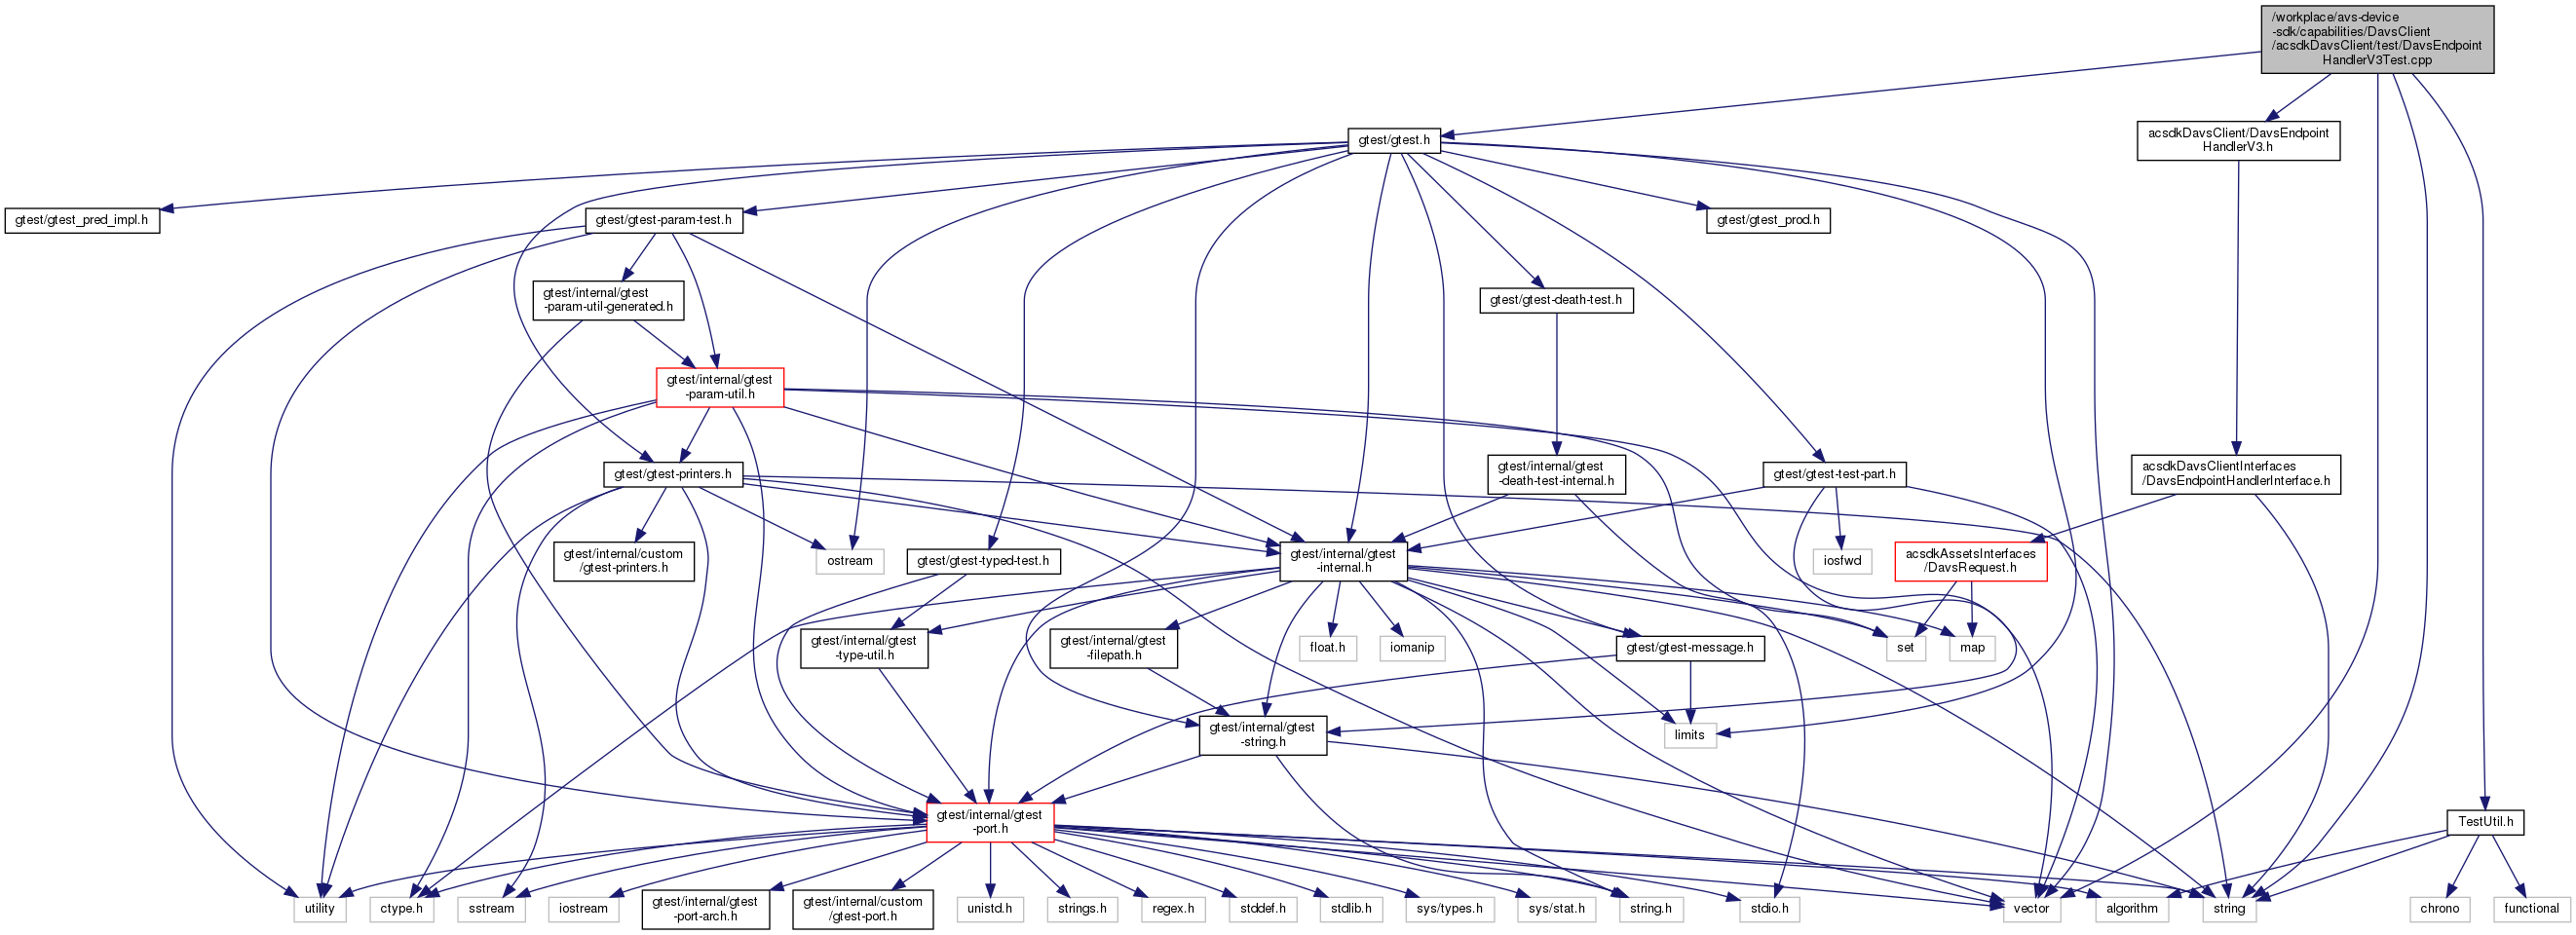 /workplace/avs-device
-sdk/capabilities/DavsClient
/acsdkDavsClient/test/DavsEndpoint
HandlerV3Test.cpp
gtest/gtest.h
acsdkDavsClient/DavsEndpoint
HandlerV3.h
gtest/gtest_pred_impl.h
gtest/gtest-param-test.h
gtest/gtest_prod.h
gtest/internal/gtest
-param-util-generated.h
gtest/gtest-death-test.h
gtest/internal/gtest
-param-util.h
gtest/gtest-printers.h
gtest/internal/gtest
-death-test-internal.h
gtest/gtest-test-part.h
acsdkDavsClientInterfaces
/DavsEndpointHandlerInterface.h
gtest/internal/custom
/gtest-printers.h
ostream
gtest/gtest-typed-test.h
gtest/internal/gtest
-internal.h
iosfwd
acsdkAssetsInterfaces
/DavsRequest.h
gtest/internal/gtest
-type-util.h
gtest/internal/gtest
-filepath.h
float.h
iomanip
gtest/gtest-message.h
set
map
gtest/internal/gtest
-string.h
limits
gtest/internal/gtest
-port.h
TestUtil.h
utility
ctype.h
sstream
iostream
gtest/internal/gtest
-port-arch.h
gtest/internal/custom
/gtest-port.h
unistd.h
strings.h
regex.h
stddef.h
stdlib.h
sys/types.h
sys/stat.h
string.h
stdio.h
vector
algorithm
string
chrono
functional